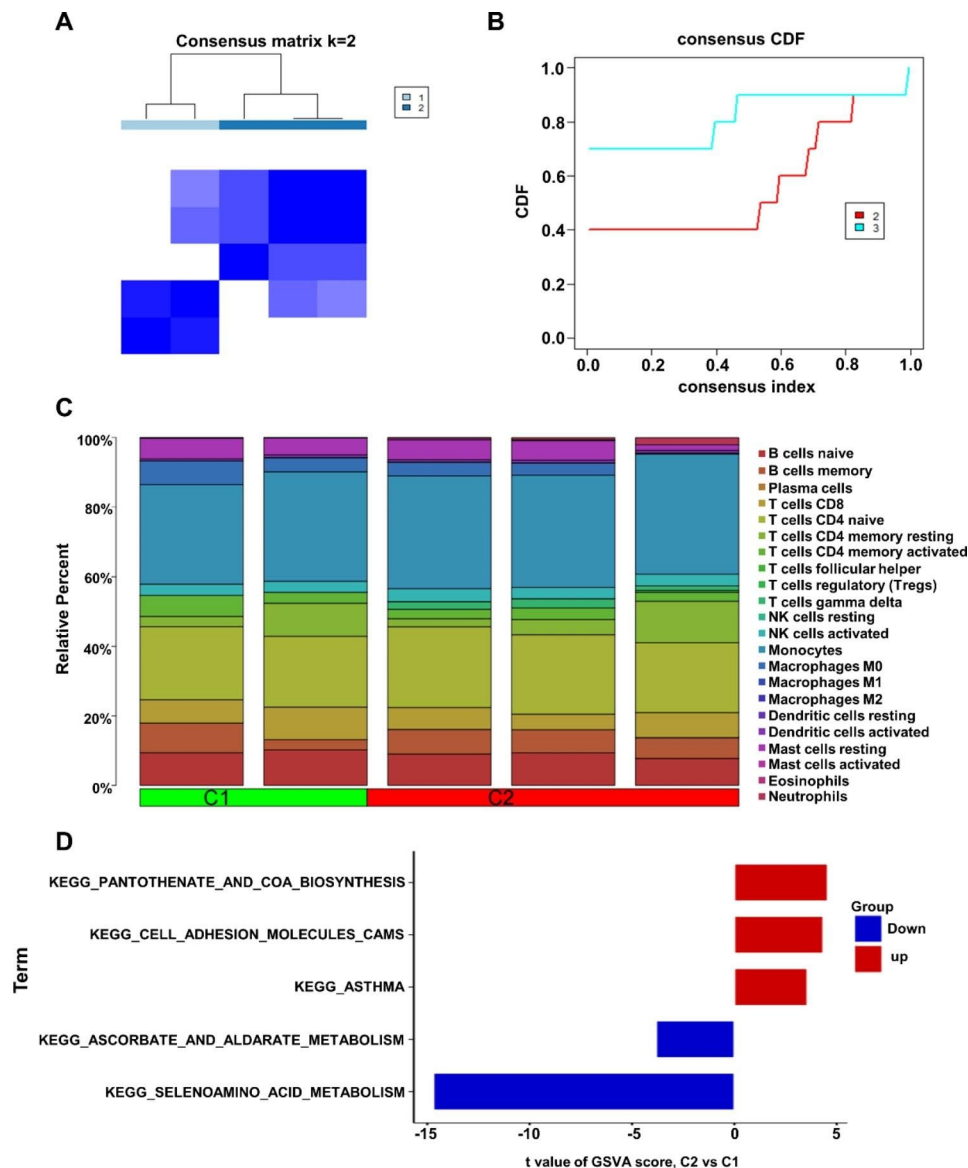 A
Consensus matrix k=2
1
2
B
consensus CDF
1.0
0.8
0.6
0.4
0.2
0.0
CDF
2
3
0.0 0.2 0.4 0.6 0.8 1.0
consensus index
C
100%
80%
60%
40%
20%
0%
Relative Percent
C1 C2
B cells naive
B cells memory
Plasma cells
T cells CD8
T cells CD4 naive
T cells CD4 memory resting
T cells CD4 memory activated
T cells follicular helper
T cells regulatory (Tregs)
T cells gamma delta
NK cells resting
NK cells activated
Monocytes
Macrophages M0
Macrophages M1
Macrophages M2
Dendritic cells resting
Dendritic cells activated
Mast cells resting
Mast cells activated
Eosinophils
Neutrophils
D
Term
KEGG_PANTOTHENATE_AND_COA_BIOSYNTHESIS
KEGG_CELL_ADHESION_MOLECULES_CAMS
KEGG_ASTHMA
KEGG_ASCORBATE_AND_ALDARATE_METABOLISM
KEGG_SELENOAMINO_ACID_METABOLISM
Group
Down
up
-15 -10 -5 0 5
t value of GSVA score, C2 vs C1